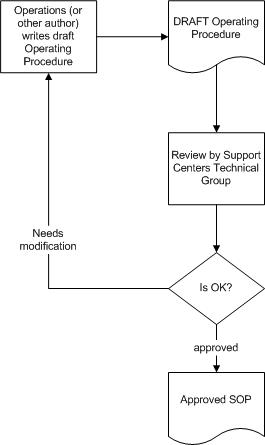 Operations (or
other author)
writes draft
Operating
Procedure
DRAFT Operating
Procedure
Review by Support
Centers Technical
Group
Needs
modification
Is OK?
approved
Approved SOP